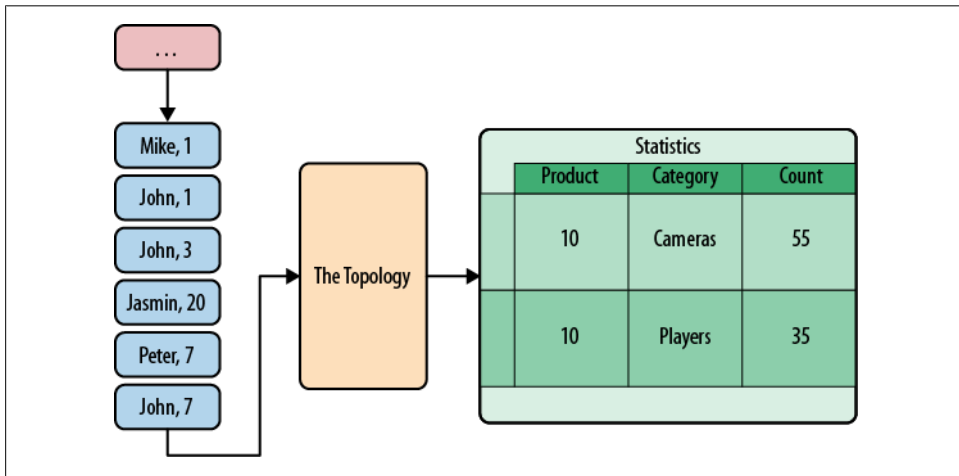 ...
Mike, 1
John, 1
John, 3
Jasmin, 20
Peter, 7
John, 7
The Topology
Statistics
Product Category Count
10 Cameras 55
10 Players 35